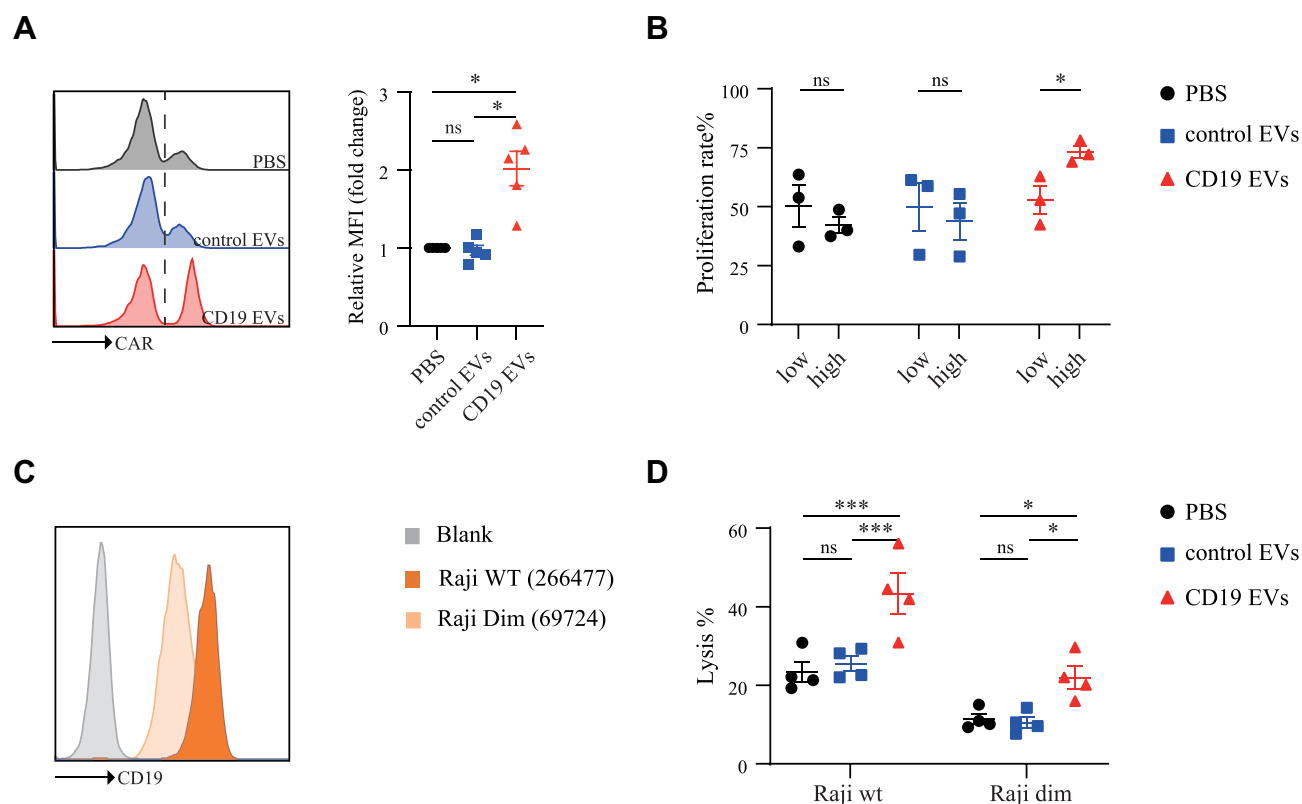 A
PBS
control EVs
CD19 EVs
CAR
Relative MFI (fold change)
3
2
1
0
*
*
ns
PBS
control EVs
CD19 EVs
B
Proliferation rate%
100
75
50
25
0
ns
ns
*
low
high
low
high
low
high
PBS
control EVs
CD19 EVs
C
CD19
Blank
Raji WT (266477)
Raji Dim (69724)
D
Lysis %
60
40
20
0
***
***
ns
*
*
ns
Raji wt
Raji dim
PBS
control EVs
CD19 EVs